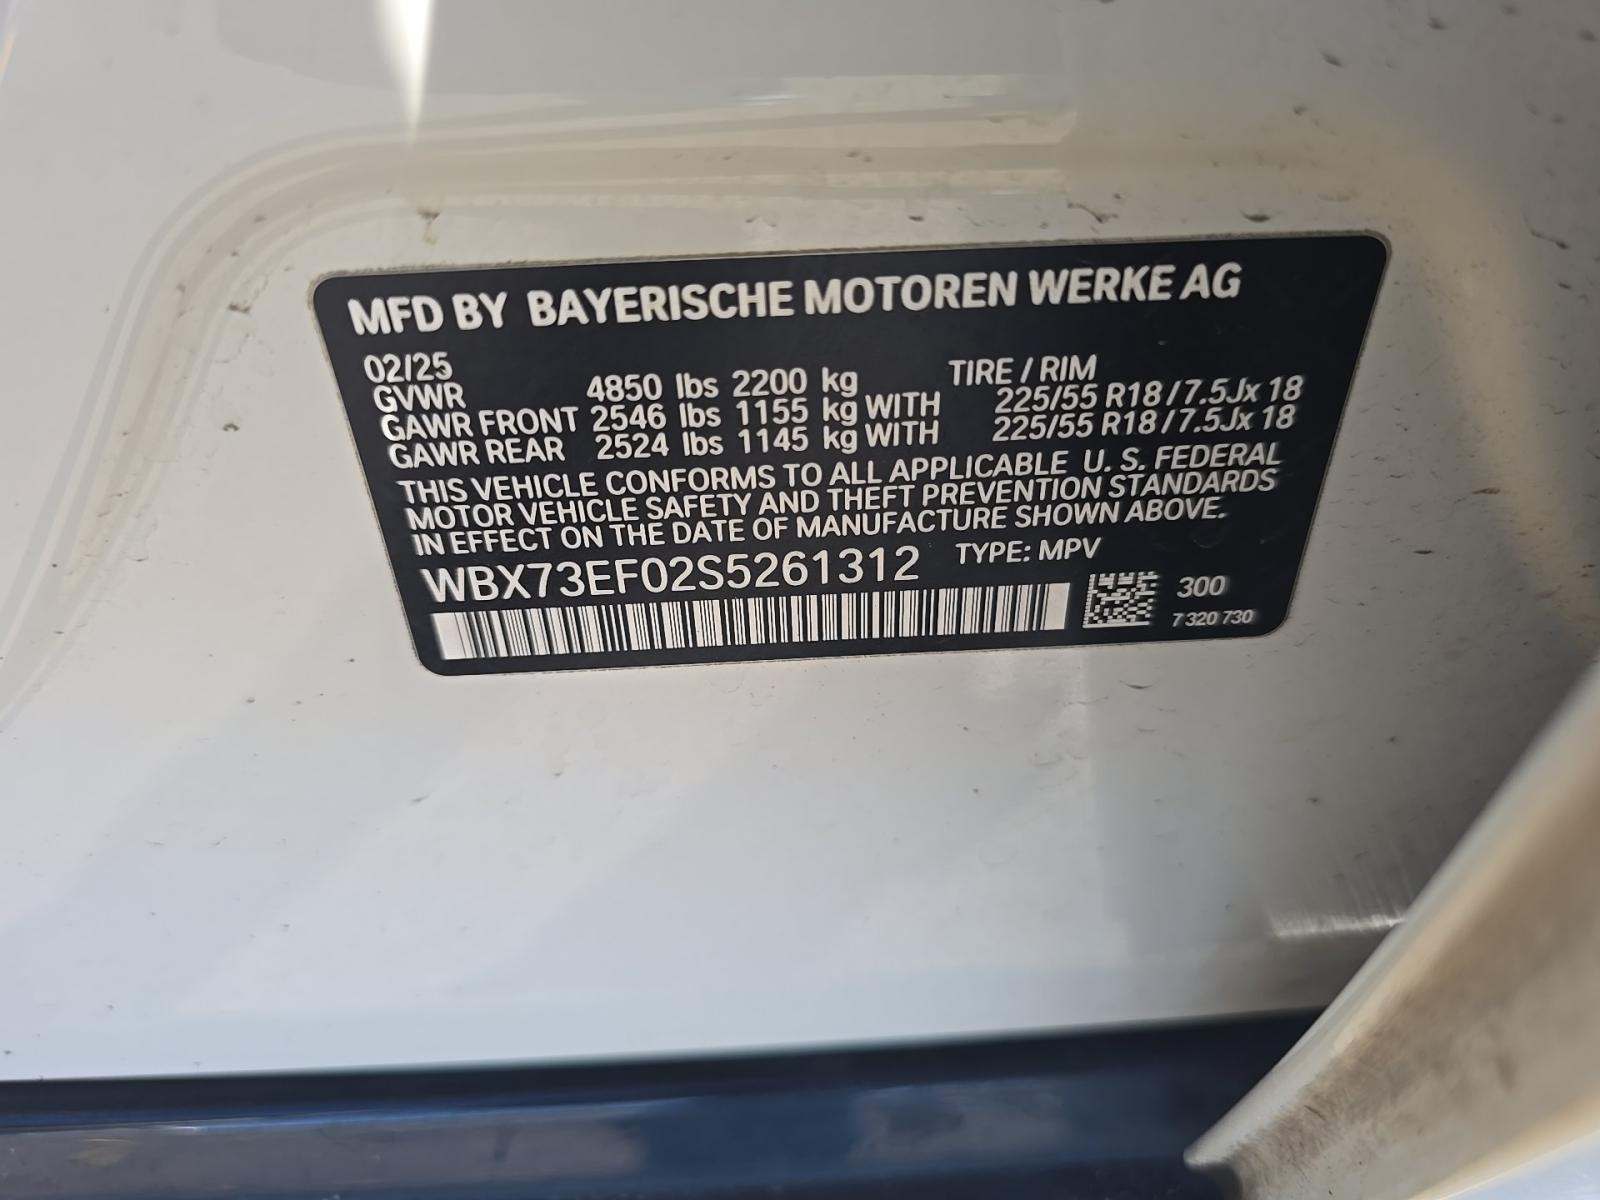 MFD BY BAYERISCHE MOTOREN WERKE AG
02/25 TIRE / RIM
GVWR 4850 lbs 2200 kg
GAWR FRONT 2546 lbs 1155 kg WITH 225/55 R18 / 7.5Jx 18
GAWR REAR 2524 lbs 1145 kg WITH 225/55 R18 / 7.5Jx 18
THIS VEHICLE CONFORMS TO ALL APPLICABLE U. S. FEDERAL
MOTOR VEHICLE SAFETY AND THEFT PREVENTION STANDARDS
IN EFFECT ON THE DATE OF MANUFACTURE SHOWN ABOVE.
WBX73EF02S5261312 TYPE: MPV
300
7 320 730